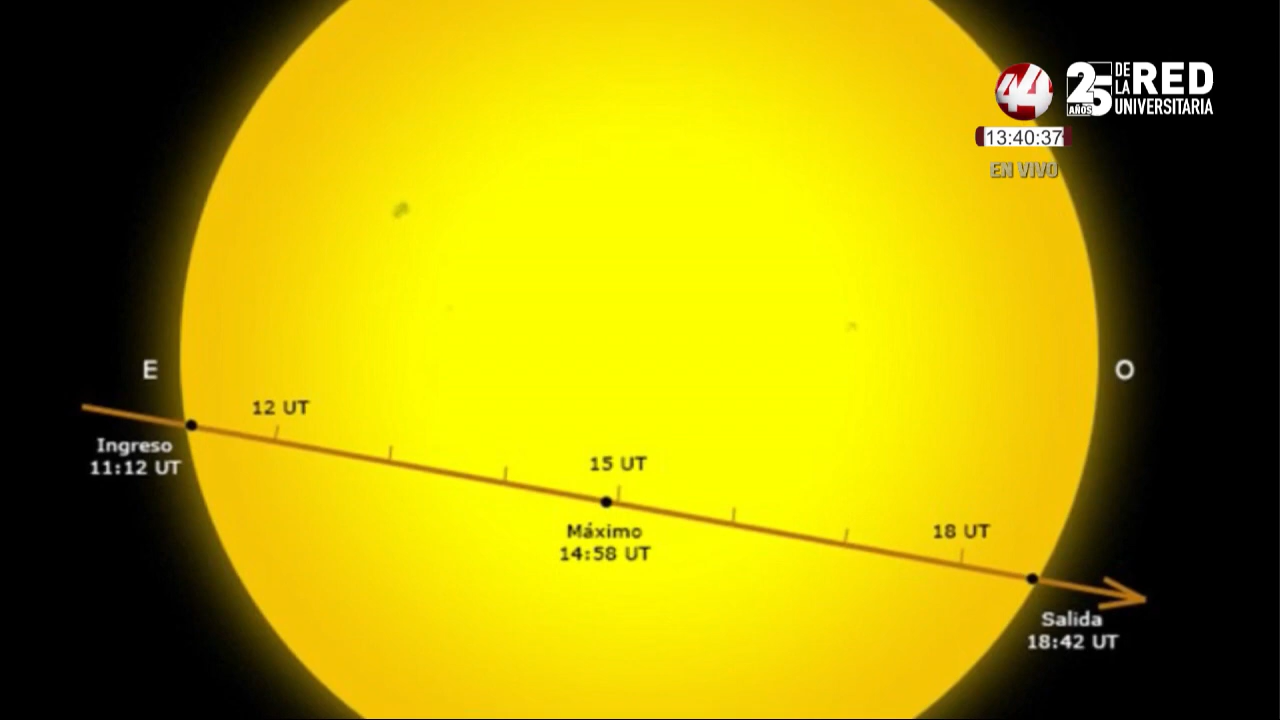 44
25 AÑOS DE LA RED UNIVERSITARIA
13:40:37
EN VIVO
E
O
12 UT
Ingreso
11:12 UT
15 UT
Máximo
14:58 UT
18 UT
Salida
18:42 UT